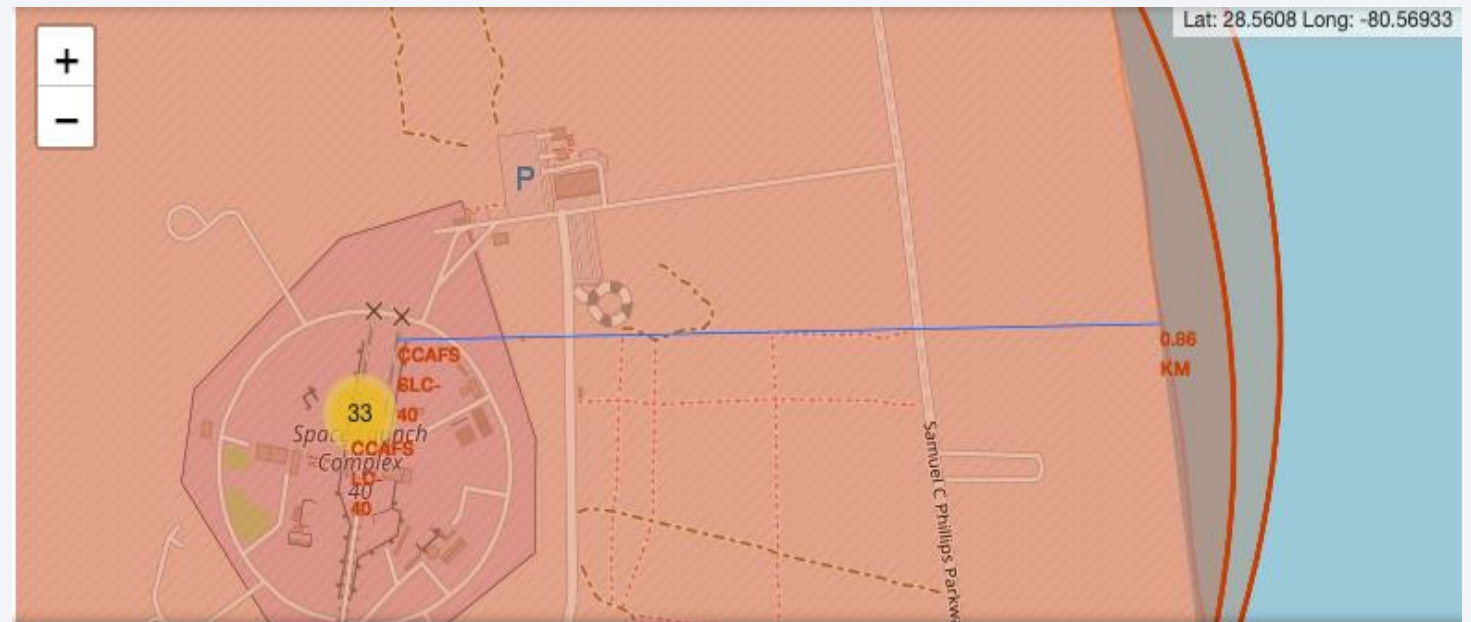 Lat: 28.5608 Long: -80.56933
+
−
P
0.86
KM
CCAFS
SLC-
40
33
Space Launch
Complex
40
CCAFS
LC-
40
Samuel C Phillips Parkw